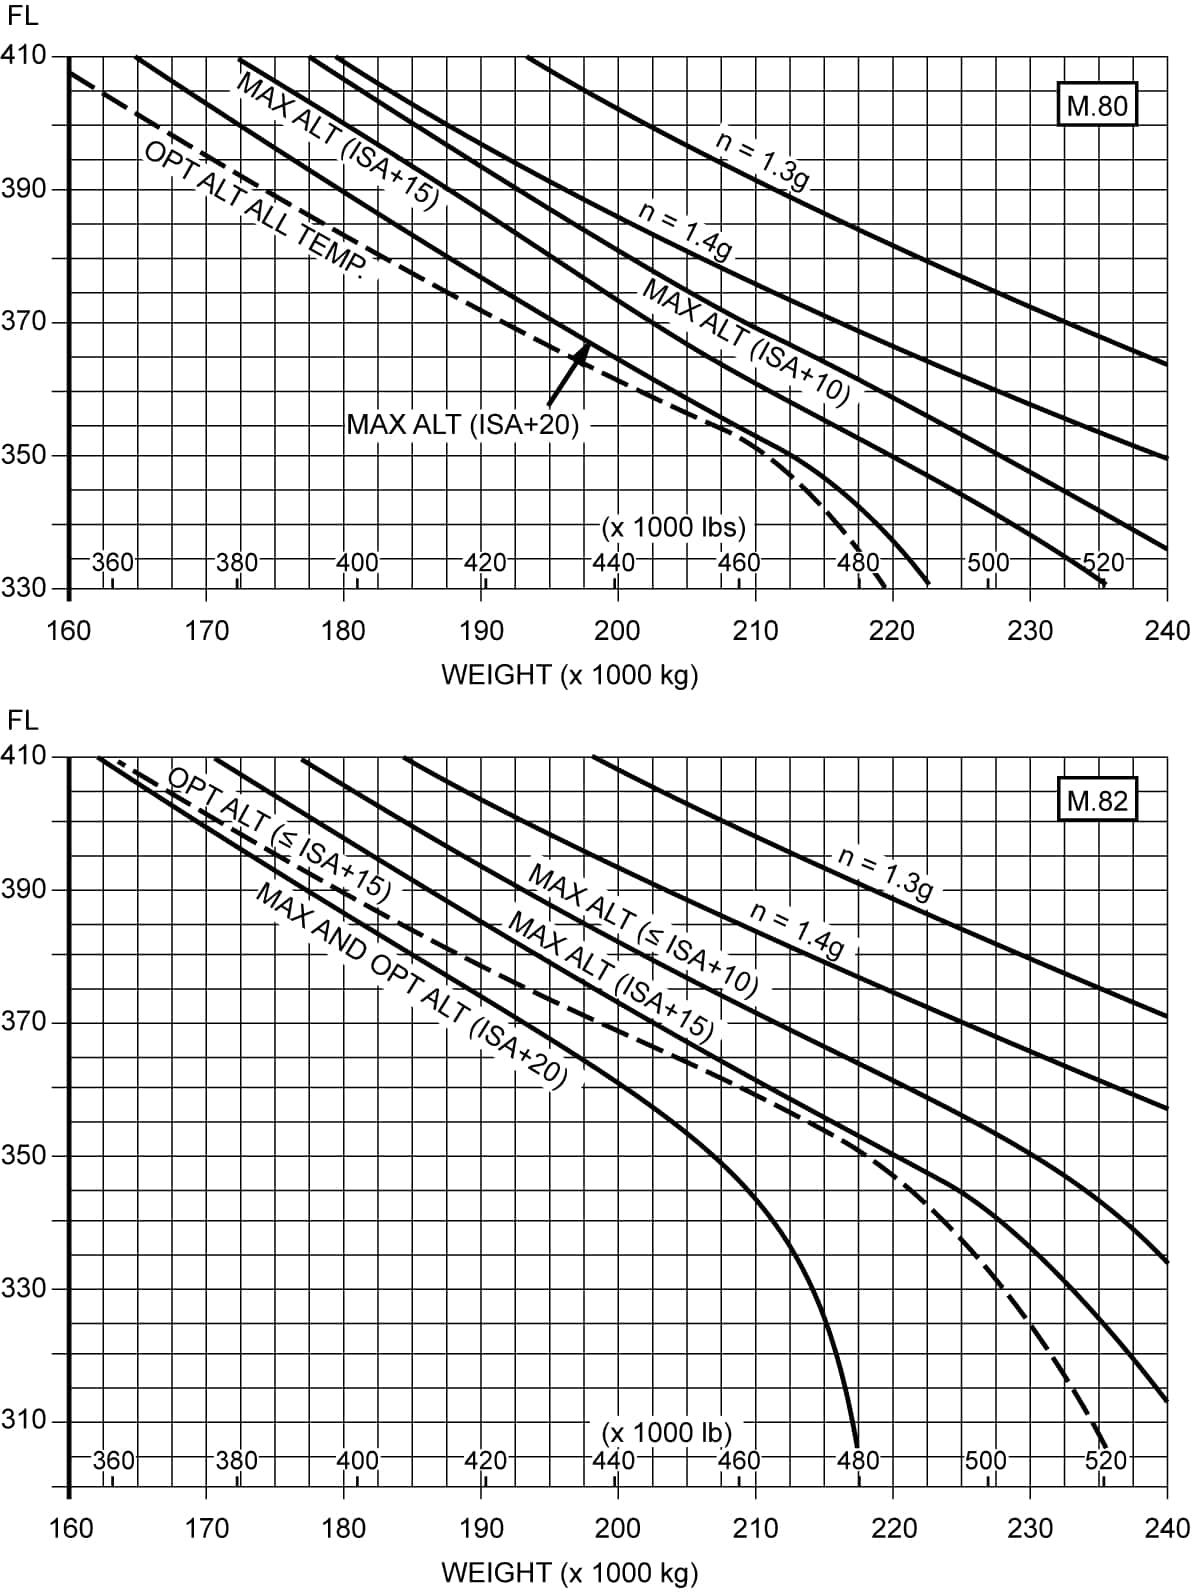 FL
410
390
370
350
330
M.80
n = 1.3g
MAX ALT (ISA+15)
OPT ALT ALL TEMP.
n = 1.4g
MAX ALT (ISA+10)
MAX ALT (ISA+20)
(x 1000 lbs)
360 380 400 420 440 460 480 500 520
160 170 180 190 200 210 220 230 240
WEIGHT (x 1000 kg)
FL
410
390
370
350
330
310
M.82
OPT ALT (≤ ISA+15)
n = 1.3g
MAX ALT (≤ ISA+10)
MAX AND OPT ALT (ISA+20)
n = 1.4g
MAX ALT (ISA+15)
(x 1000 lb)
360 380 400 420 440 460 480 500 520
160 170 180 190 200 210 220 230 240
WEIGHT (x 1000 kg)